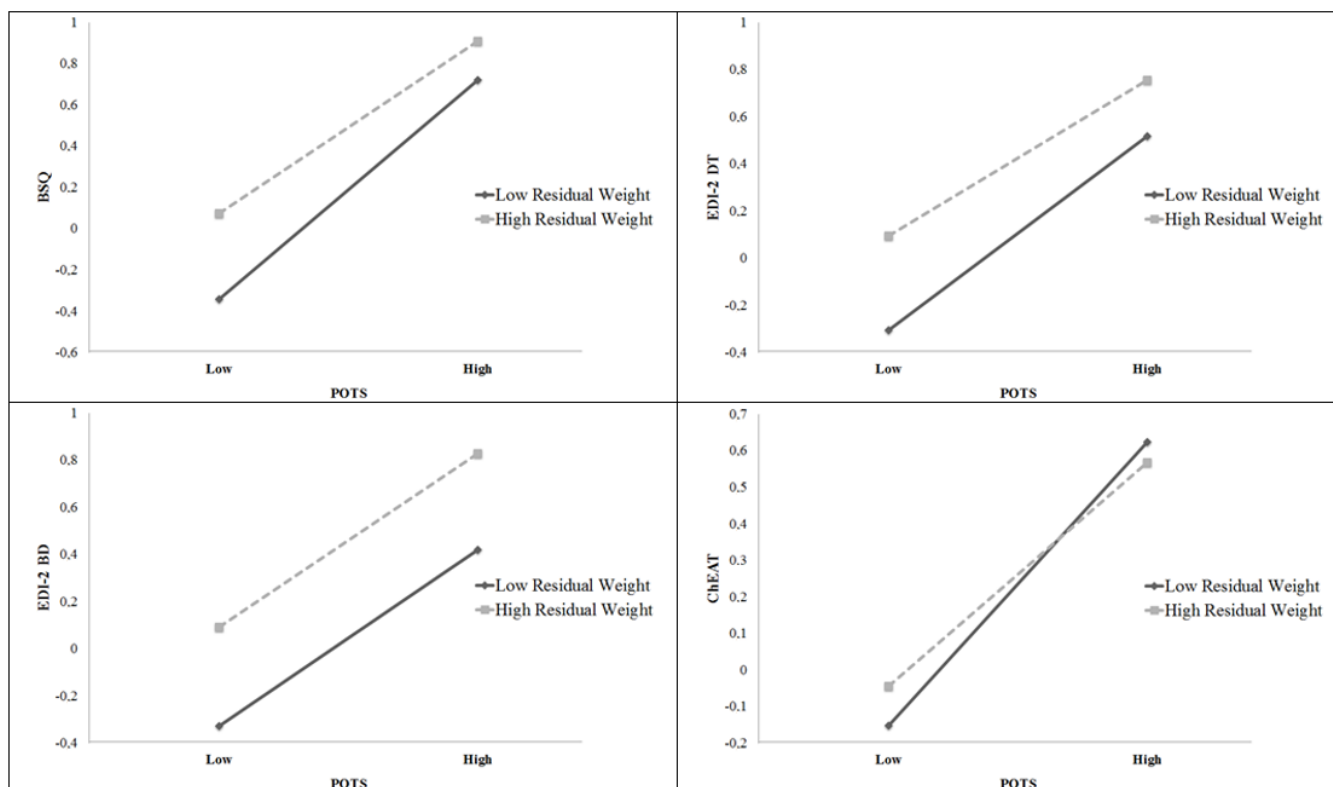 1
0.8
0.6
0.4
0.2
0
-0.2
-0.4
-0.6
BSQ
Low
High
POTS
Low Residual Weight
High Residual Weight
1
0.8
0.6
0.4
0.2
0
-0.2
-0.4
EDI-2 DT
Low
High
POTS
Low Residual Weight
High Residual Weight
1
0.8
0.6
0.4
0.2
0
-0.2
-0.4
EDI-2 BD
Low
High
POTS
Low Residual Weight
High Residual Weight
0.7
0.6
0.5
0.4
0.3
0.2
0.1
0
-0.1
-0.2
ChEAT
Low
High
POTS
Low Residual Weight
High Residual Weight